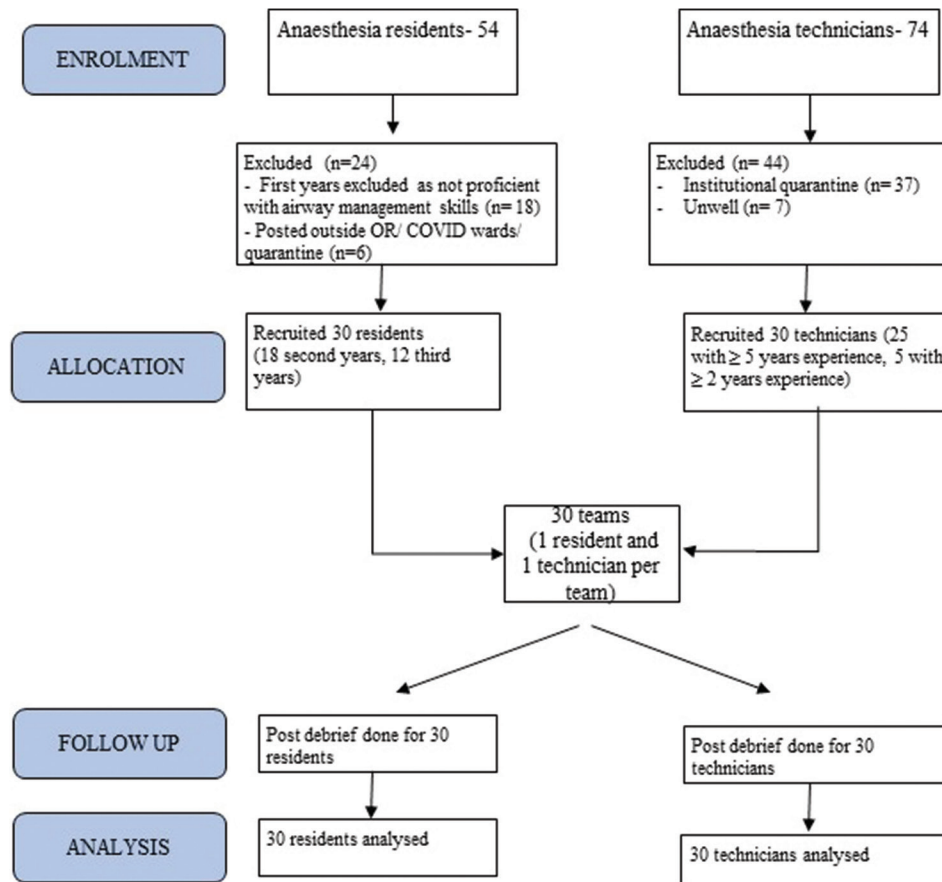 ENROLMENT
Anaesthesia residents- 54
Anaesthesia technicians- 74
Excluded (n=24)
- First years excluded as not proficient
with airway management skills (n= 18)
- Posted outside OR/ COVID wards/
quarantine (n=6)
Excluded (n= 44)
- Institutional quarantine (n= 37)
- Unwell (n= 7)
ALLOCATION
Recruited 30 residents
(18 second years, 12 third
years)
Recruited 30 technicians (25
with ≥ 5 years experience, 5 with
≥ 2 years experience)
30 teams
(1 resident and
1 technician per
team)
FOLLOW UP
Post debrief done for 30
residents
Post debrief done for 30
technicians
ANALYSIS
30 residents analysed
30 technicians analysed